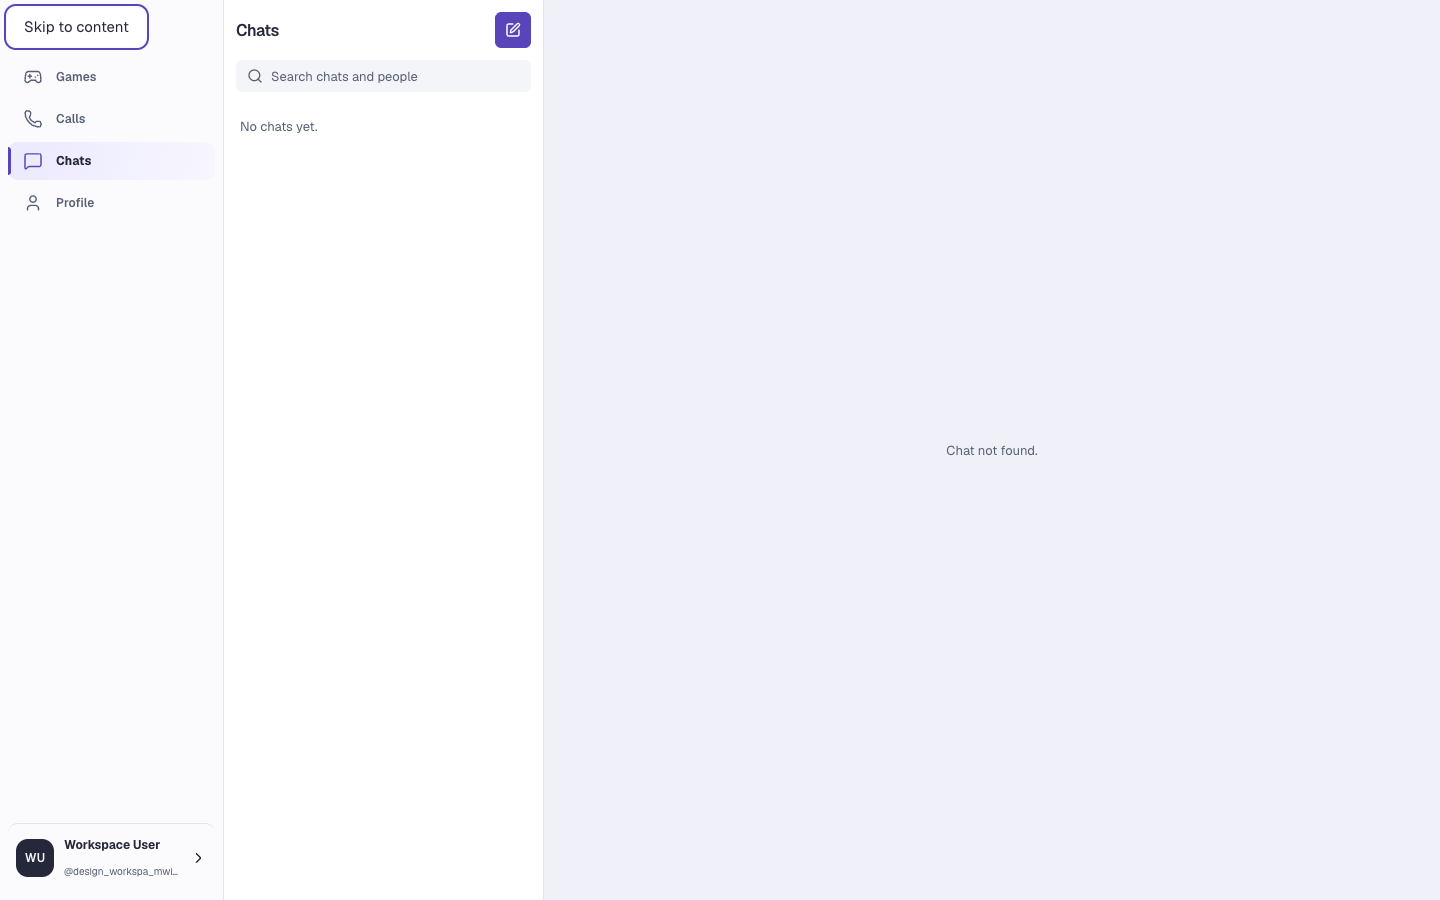 Skip to content
Games
Calls
Chats
Profile
WU
Workspace User
@design_workspa_mwi...
Chats
Search chats and people
No chats yet.
Chat not found.